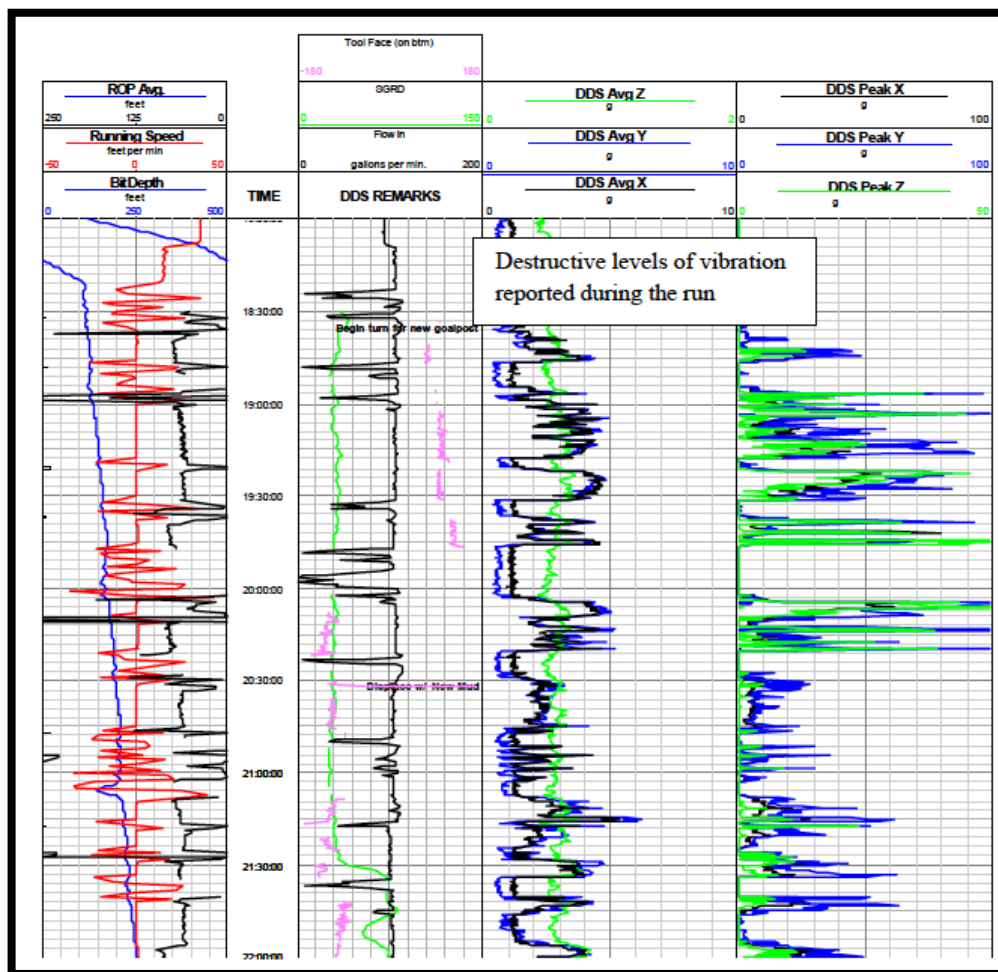 Tool Face (on btm)
-180 180
ROP Avg. SGRD DDS Avg Z DDS Peak X
feet g g
250 125 0 0 150 2 0 100
Running Speed Flow In DDS Avg Y DDS Peak Y
feet per min g g
-50 0 50 0 gallons per min. 200 0 10 0 100
Bit Depth TIME DDS REMARKS DDS Avg X DDS Peak Z
feet g g
0 250 500 0 10 0 50
Destructive levels of vibration
reported during the run
18:30:00
Begin turn for new goalpost
19:00:00
19:30:00
20:00:00
20:30:00
Displace w/ New Mud
21:00:00
21:30:00
22:00:00